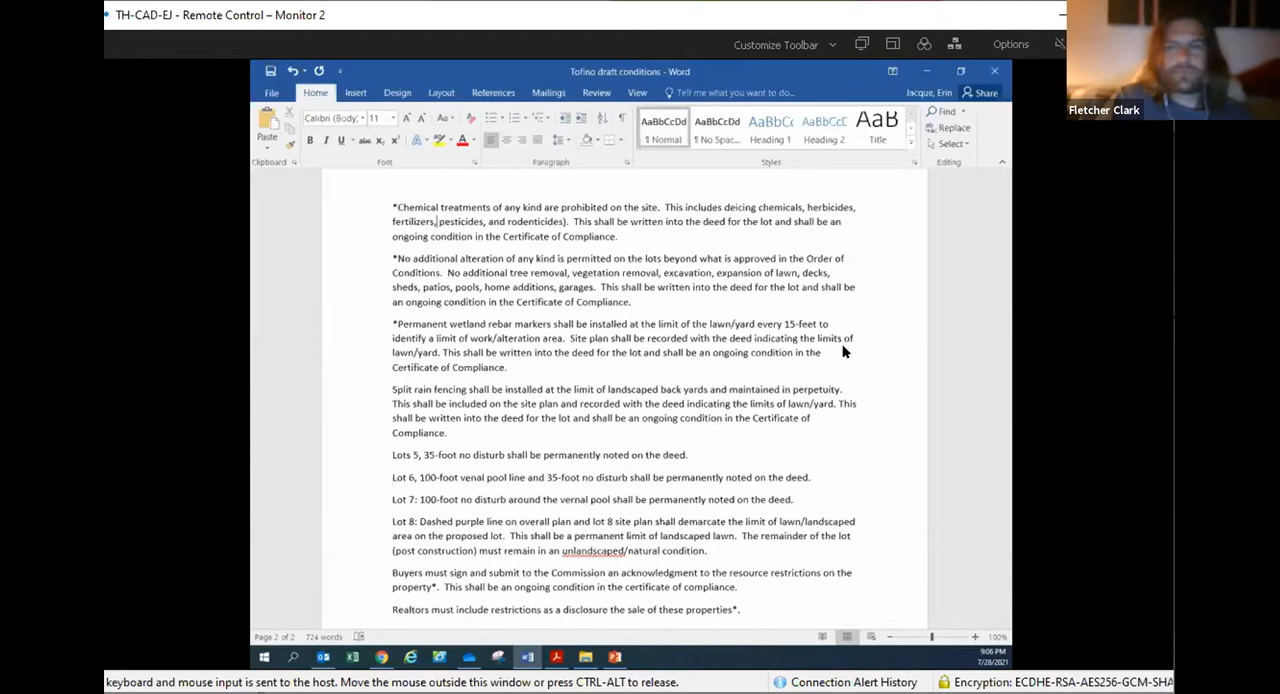 TH-CAD-EJ - Remote Control – Monitor 2
Customize Toolbar
Options
Fletcher Clark
Tofino draft conditions - Word
Jacque, Erin
Share
File Home Insert Design Layout References Mailings Review View Tell me what you want to do...
Paste
Calibri (Body) 11
Clipboard
Font
Paragraph
AaBbCcDd AaBbCcDd AaBbCc AaBbCcC AaB
¶ Normal ¶ No Spac... Heading 1 Heading 2 Title
Styles
Find
Replace
Select
Editing
*Chemical treatments of any kind are prohibited on the site. This includes deicing chemicals, herbicides,
fertilizers, pesticides, and rodenticides). This shall be written into the deed for the lot and shall be an
ongoing condition in the Certificate of Compliance.
*No additional alteration of any kind is permitted on the lots beyond what is approved in the Order of
Conditions. No additional tree removal, vegetation removal, excavation, expansion of lawn, decks,
sheds, patios, pools, home additions, garages. This shall be written into the deed for the lot and shall be
an ongoing condition in the Certificate of Compliance.
*Permanent wetland rebar markers shall be installed at the limit of the lawn/yard every 15-feet to
identify a limit of work/alteration area. Site plan shall be recorded with the deed indicating the limits of
lawn/yard. This shall be written into the deed for the lot and shall be an ongoing condition in the
Certificate of Compliance.
Split rain fencing shall be installed at the limit of landscaped back yards and maintained in perpetuity.
This shall be included on the site plan and recorded with the deed indicating the limits of lawn/yard. This
shall be written into the deed for the lot and shall be an ongoing condition in the Certificate of
Compliance.
Lots 5, 35-foot no disturb shall be permanently noted on the deed.
Lot 6, 100-foot venal pool line and 35-foot no disturb shall be permanently noted on the deed.
Lot 7: 100-foot no disturb around the vernal pool shall be permanently noted on the deed.
Lot 8: Dashed purple line on overall plan and lot 8 site plan shall demarcate the limit of lawn/landscaped
area on the proposed lot. This shall be a permanent limit of landscaped lawn. The remainder of the lot
(post construction) must remain in an unlandscaped/natural condition.
Buyers must sign and submit to the Commission an acknowledgment to the resource restrictions on the
property*. This shall be an ongoing condition in the certificate of compliance.
Realtors must include restrictions as a disclosure the sale of these properties*.
Page 2 of 2 724 words
100%
9:06 PM
7/28/2021
keyboard and mouse input is sent to the host. Move the mouse outside this window or press CTRL-ALT to release.
Connection Alert History
Encryption: ECDHE-RSA-AES256-GCM-SHA